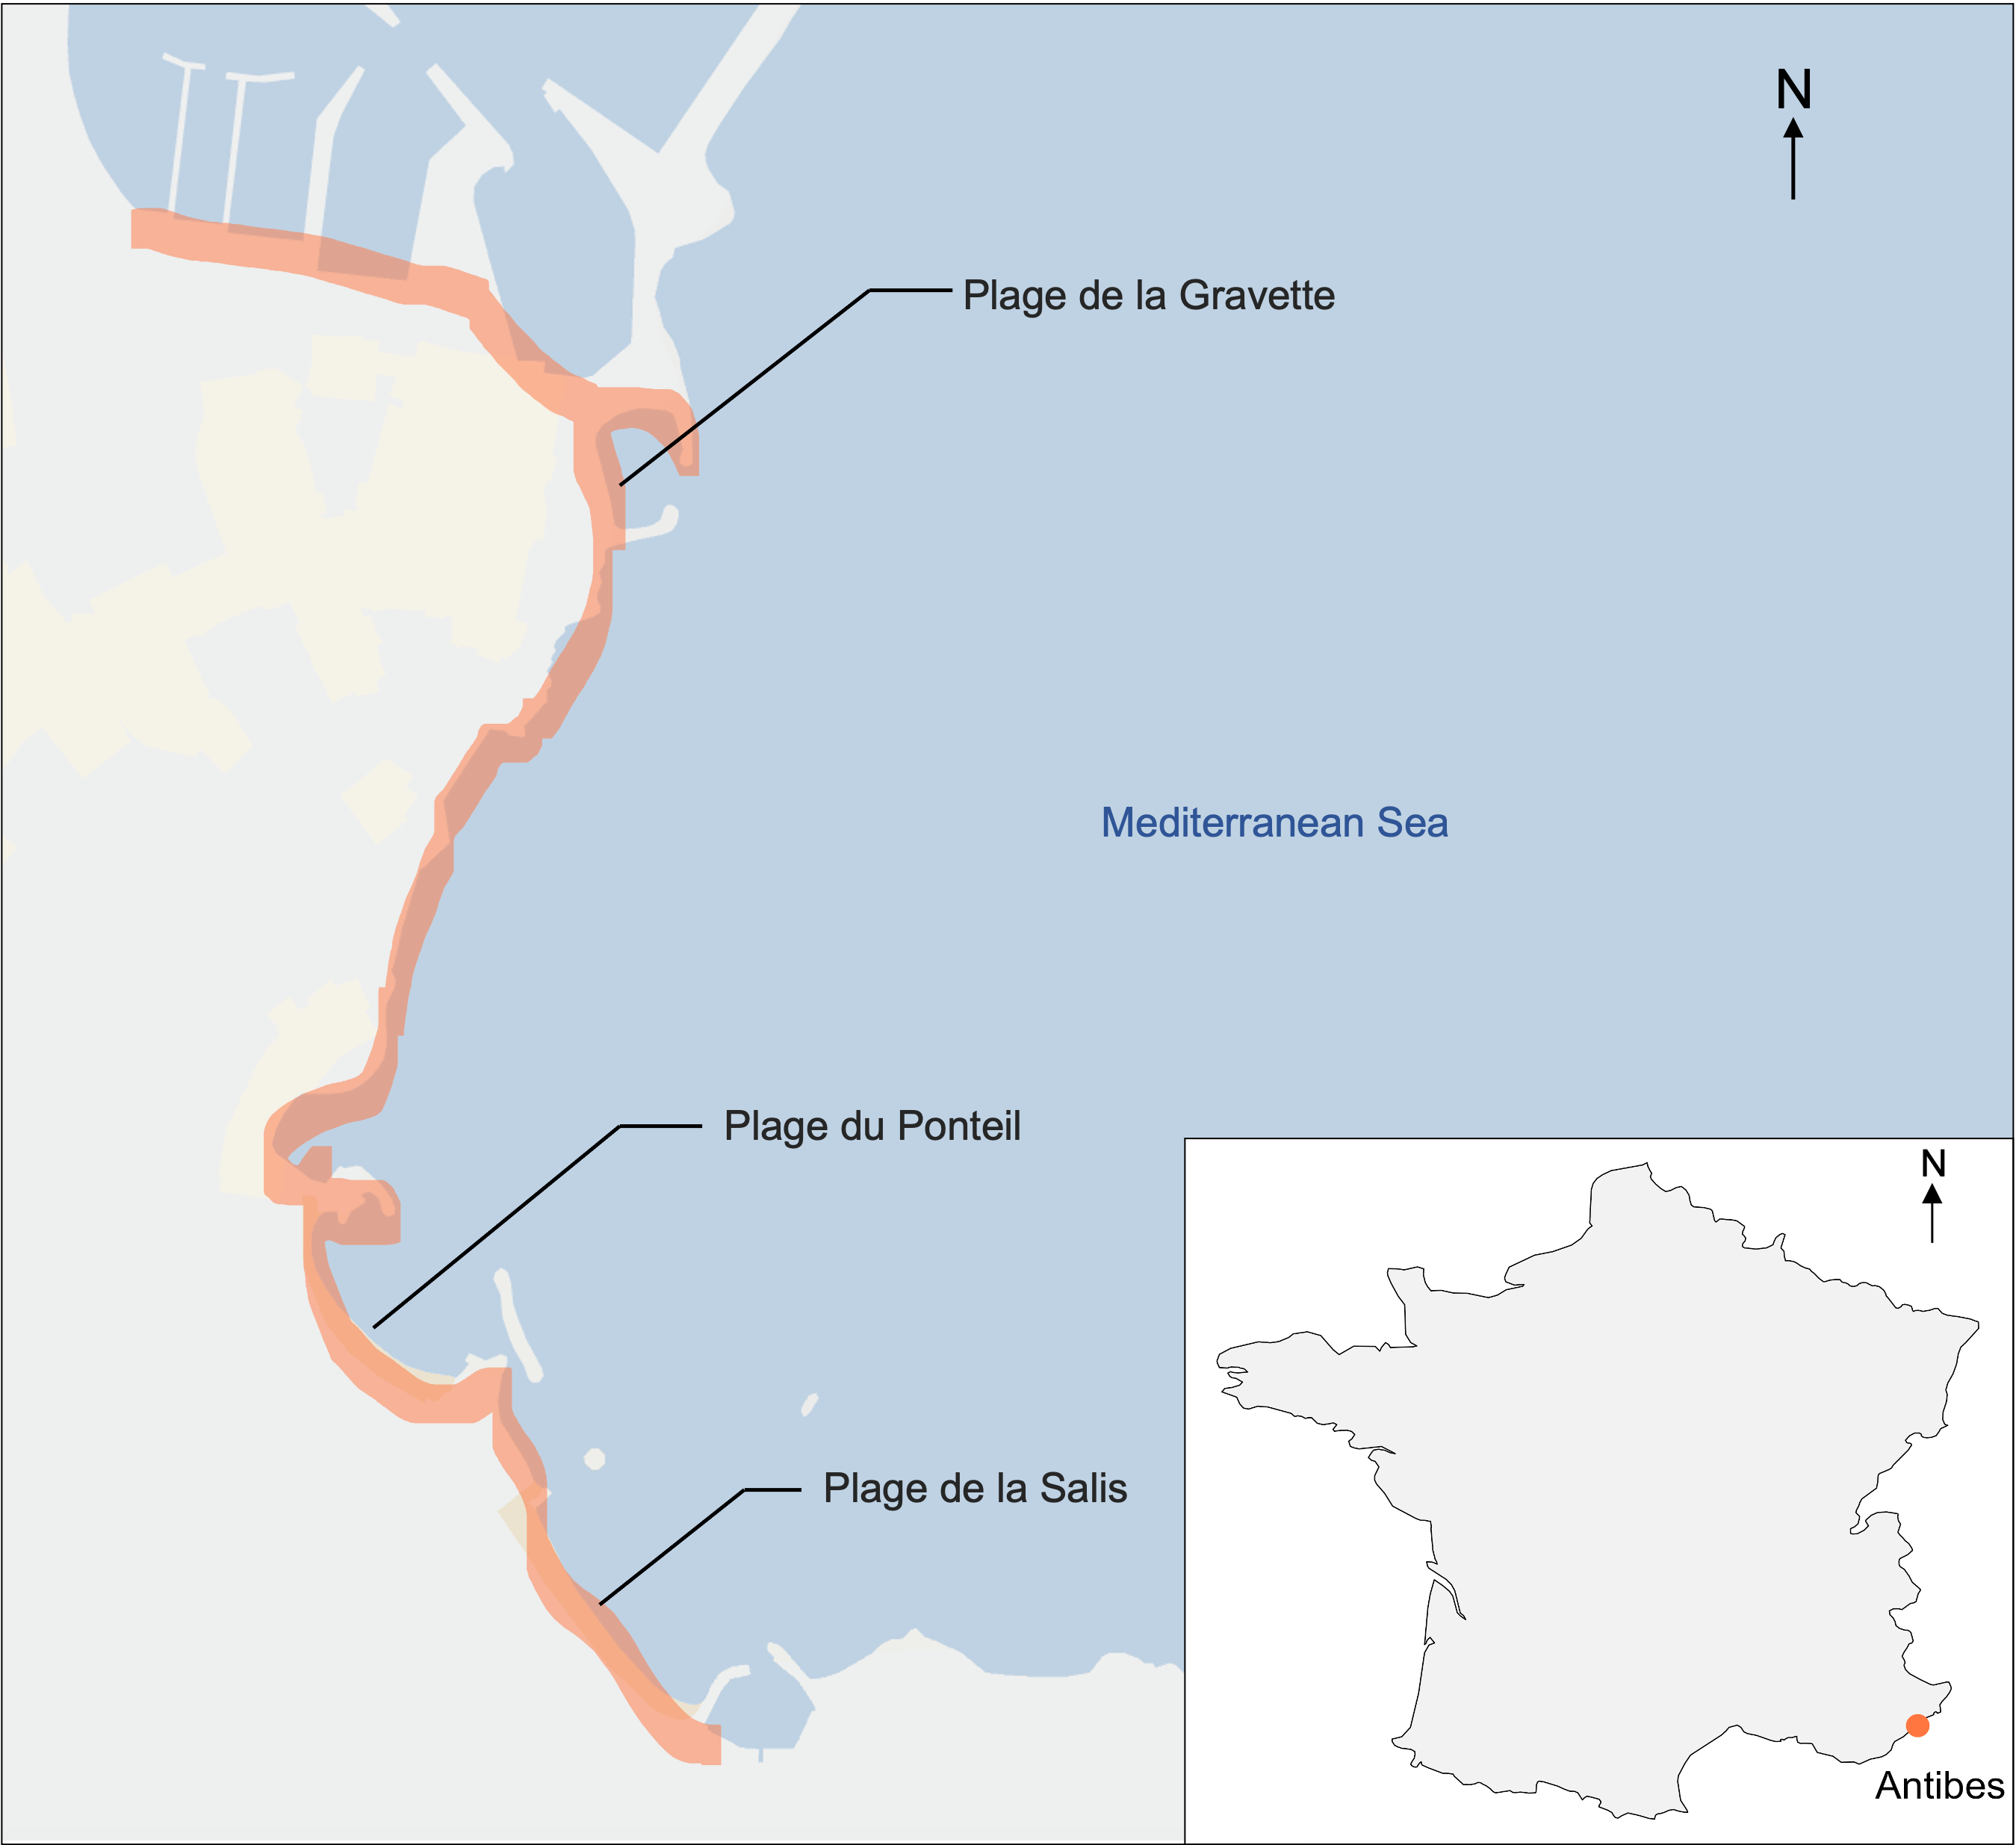 N
Plage de la Gravette
Mediterranean Sea
Plage du Ponteil
Plage de la Salis
N
Antibes